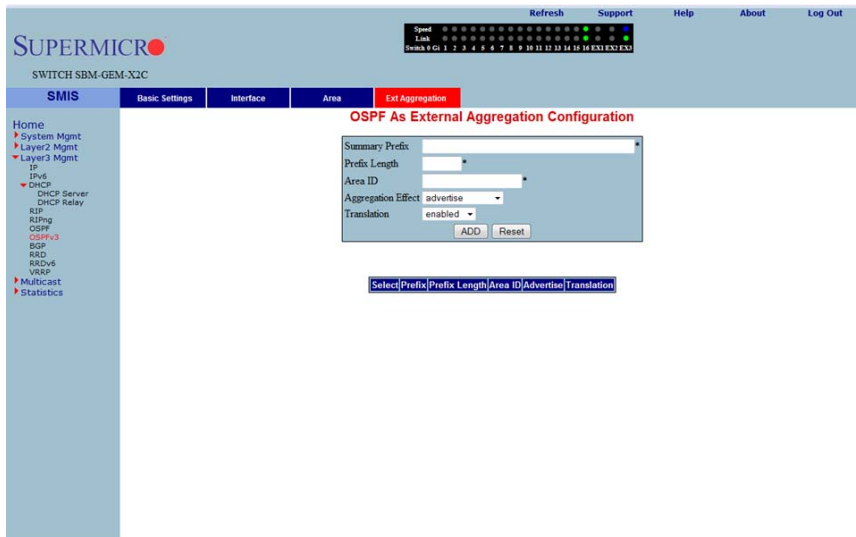 Refresh Support Help About Log Out
Speed
Link
Switch 0 Gi 1 2 3 4 5 6 7 8 9 10 11 12 13 14 15 16 EX1 EX2 EX3
SUPERMICRO
SWITCH SBM-GEM-X2C
SMIS
Basic Settings Interface Area Ext Aggregation
Home
System Mgmt
Layer2 Mgmt
Layer3 Mgmt
IP
IPv6
DHCP
DHCP Server
DHCP Relay
RIP
RIPng
OSPF
OSPFv3
BGP
RRD
RRDv6
VRRP
Multicast
Statistics
OSPF As External Aggregation Configuration
Summary Prefix *
Prefix Length *
Area ID *
Aggregation Effect advertise
Translation enabled
ADD Reset
Select Prefix Prefix Length Area ID Advertise Translation